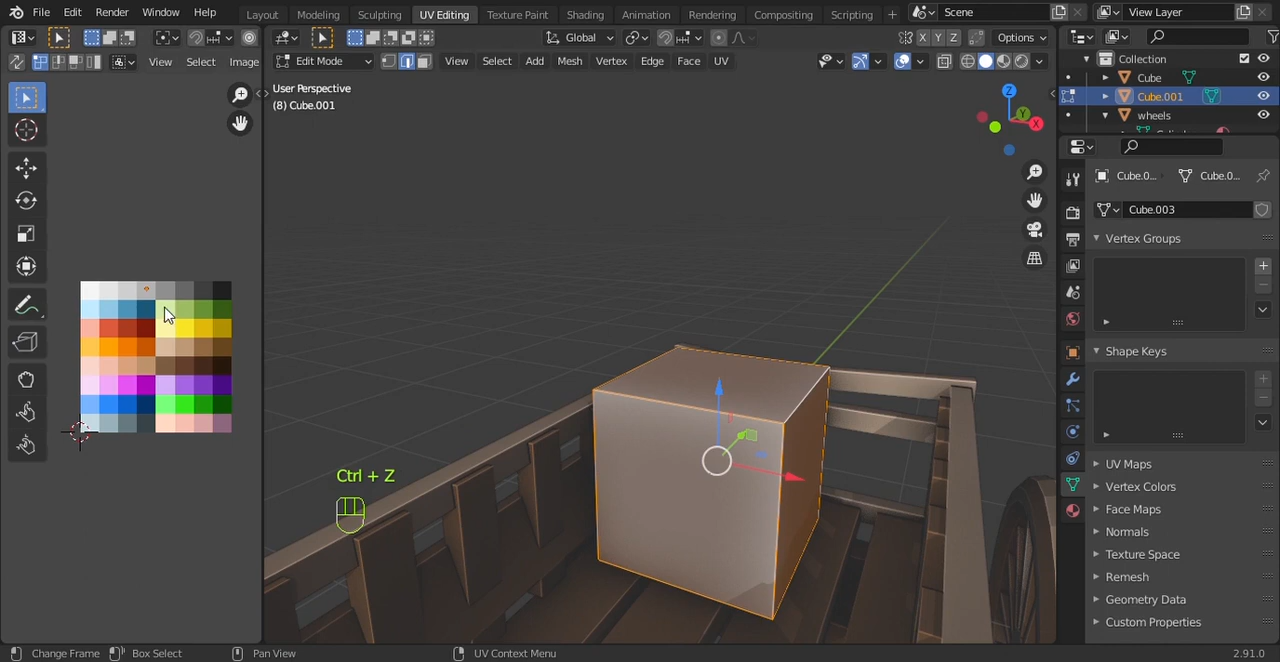 File Edit Render Window Help Layout Modeling Sculpting UV Editing Texture Paint Shading Animation Rendering Compositing Scripting + Scene View Layer
Global X Y Z Options
View Select Image Edit Mode View Select Add Mesh Vertex Edge Face UV Collection
User Perspective
(8) Cube.001
Z
Y
X
Cube
Cube.001
wheels
Cube.0...
Cube.0...
Cube.003
Vertex Groups
Shape Keys
Ctrl + Z
UV Maps
Vertex Colors
Face Maps
Normals
Texture Space
Remesh
Geometry Data
Custom Properties
Change Frame Box Select Pan View UV Context Menu 2.91.0